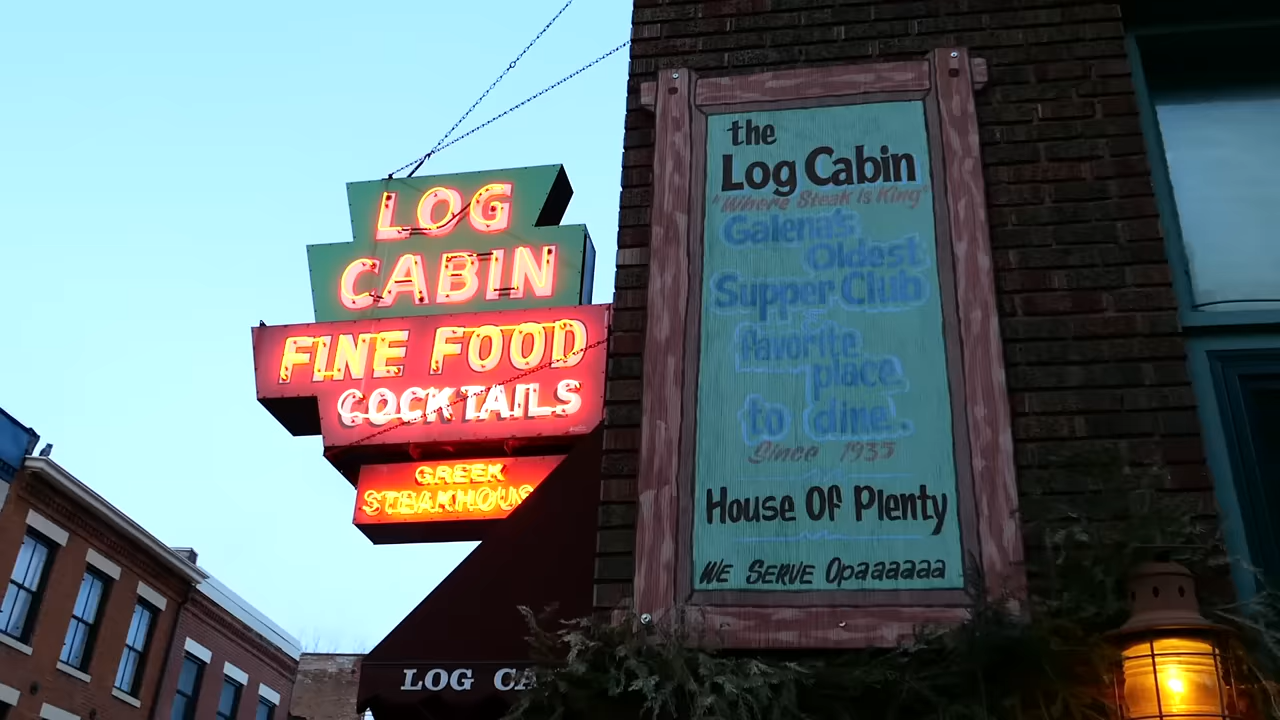 LOG
CABIN
FINE FOOD
COCKTAILS
GREEK
STEAKHOUS
LOG CA
the
Log Cabin
"Where Steak Is King"
Galena's
Oldest
Supper Club
favorite
place
to dine.
Since 1935
House Of Plenty
WE SERVE Opaaaaaa